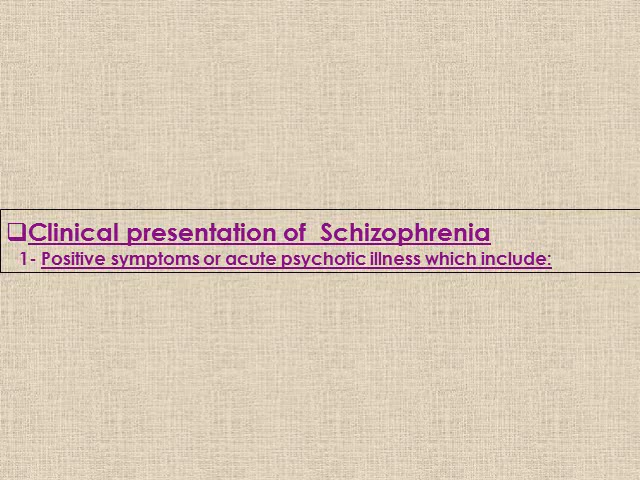 ❑Clinical presentation of  Schizophrenia
1- Positive symptoms or acute psychotic illness which include: